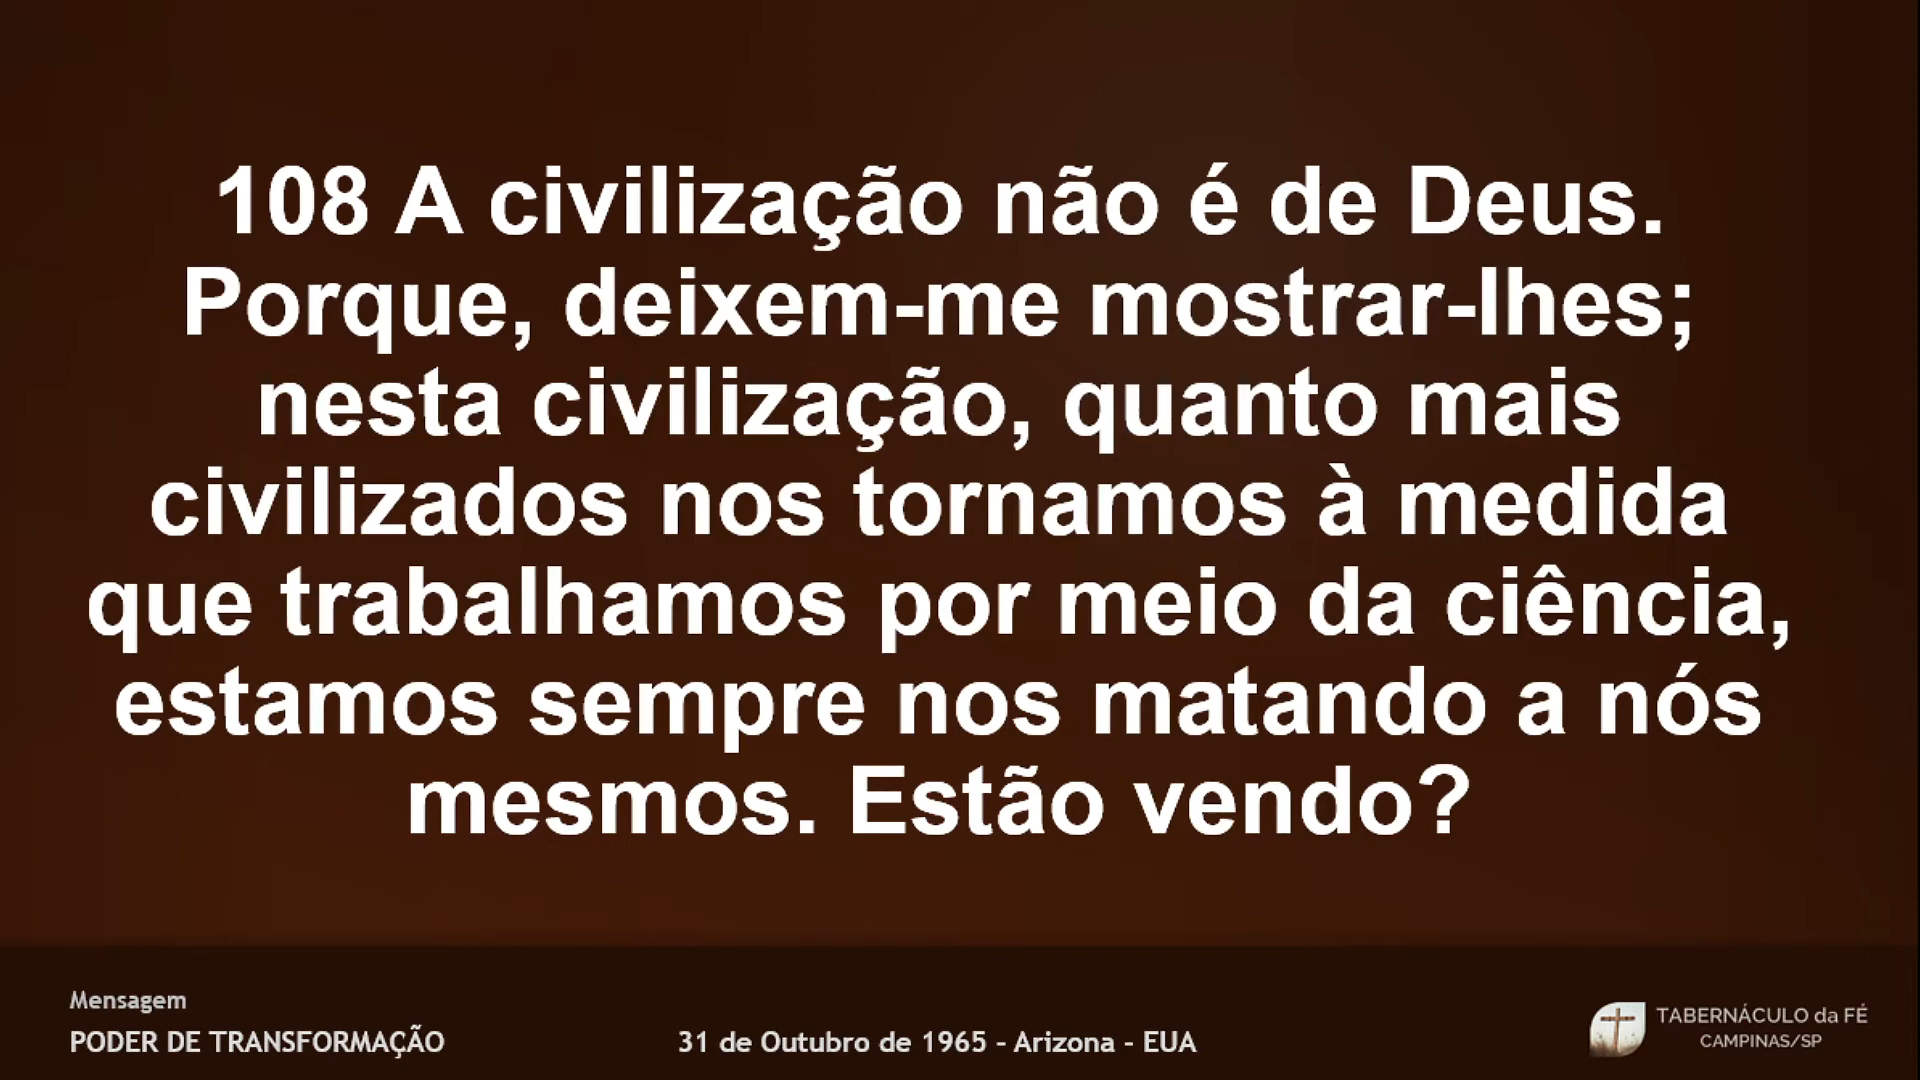 108 A civilização não é de Deus.
Porque, deixem-me mostrar-lhes;
nesta civilização, quanto mais
civilizados nos tornamos à medida
que trabalhamos por meio da ciência,
estamos sempre nos matando a nós
mesmos. Estão vendo?
Mensagem
PODER DE TRANSFORMAÇÃO
31 de Outubro de 1965 - Arizona - EUA
TABERNÁCULO da FÉ
CAMPINAS/SP